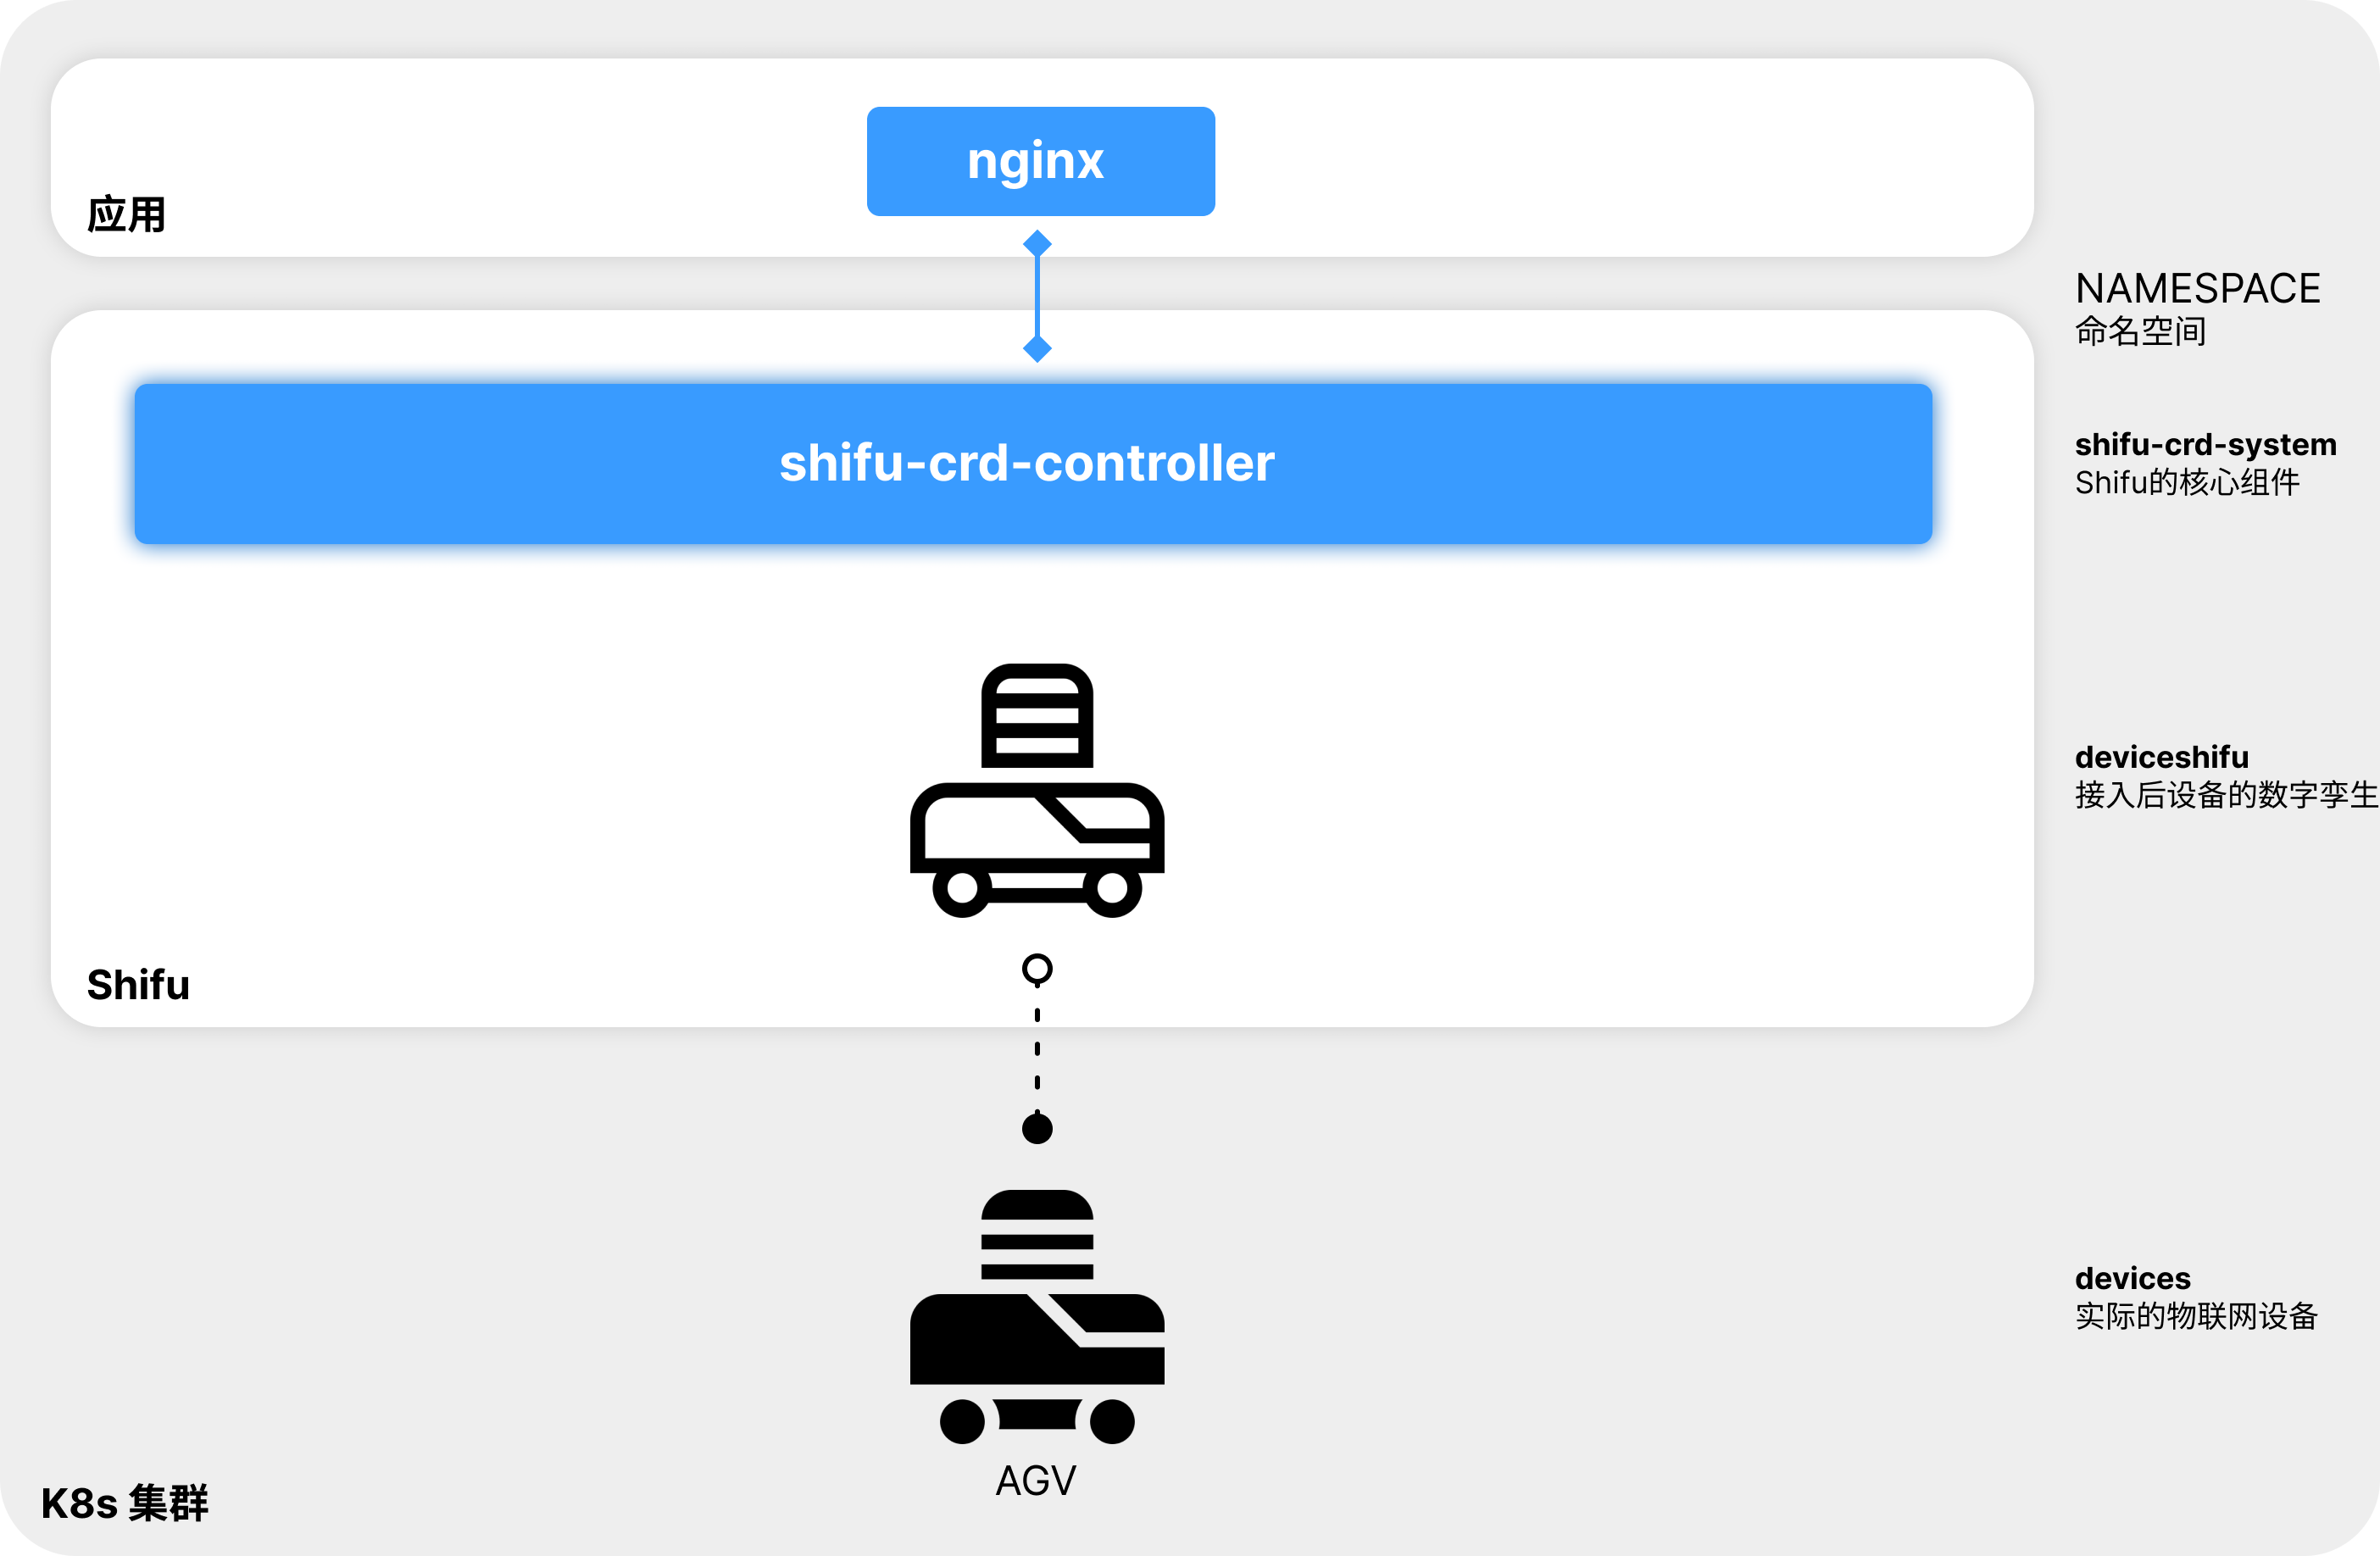 nginx
应用
NAMESPACE
命名空间
shifu-crd-controller
shifu-crd-system
Shifu的核心组件
deviceshifu
接入后设备的数字孪生
Shifu
devices
实际的物联网设备
AGV
K8s 集群